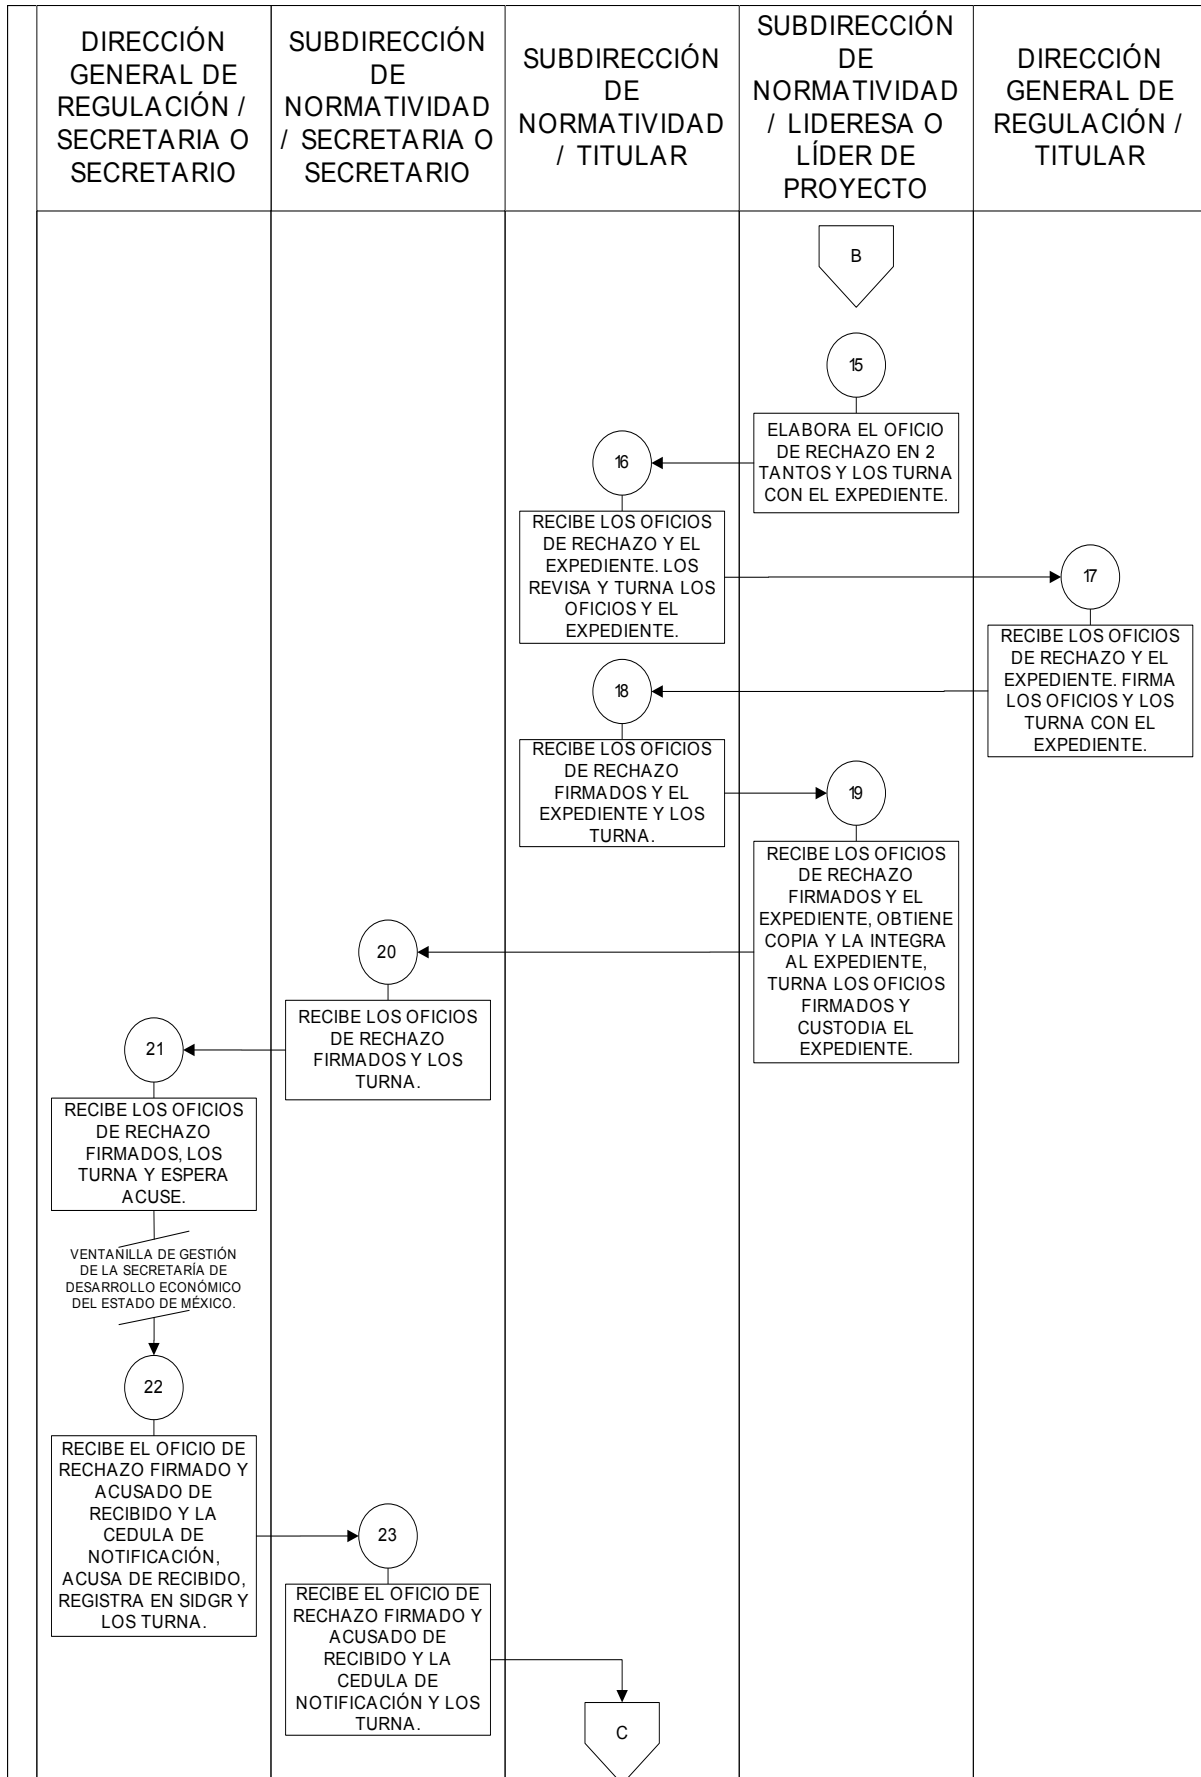 DIRECCIÓN
GENERAL DE
REGULACIÓN /
SECRETARIA O
SECRETARIO
SUBDIRECCIÓN
DE
NORMATIVIDAD
/ SECRETARIA O
SECRETARIO
SUBDIRECCIÓN
DE
NORMATIVIDAD
/ TITULAR
SUBDIRECCIÓN
DE
NORMATIVIDAD
/ LIDERESA O
LÍDER DE
PROYECTO
DIRECCIÓN
GENERAL DE
REGULACIÓN /
TITULAR
B
15
ELABORA EL OFICIO
DE RECHAZO EN 2
TANTOS Y LOS TURNA
CON EL EXPEDIENTE.
16
RECIBE LOS OFICIOS
DE RECHAZO Y EL
EXPEDIENTE. LOS
REVISA Y TURNA LOS
OFICIOS Y EL
EXPEDIENTE.
17
RECIBE LOS OFICIOS
DE RECHAZO Y EL
EXPEDIENTE. FIRMA
LOS OFICIOS Y LOS
TURNA CON EL
EXPEDIENTE.
18
RECIBE LOS OFICIOS
DE RECHAZO
FIRMADOS Y EL
EXPEDIENTE Y LOS
TURNA.
19
RECIBE LOS OFICIOS
DE RECHAZO
FIRMADOS Y EL
EXPEDIENTE, OBTIENE
COPIA Y LA INTEGRA
AL EXPEDIENTE,
TURNA LOS OFICIOS
FIRMADOS Y
CUSTODIA EL
EXPEDIENTE.
20
RECIBE LOS OFICIOS
DE RECHAZO
FIRMADOS Y LOS
TURNA.
21
RECIBE LOS OFICIOS
DE RECHAZO
FIRMADOS, LOS
TURNA Y ESPERA
ACUSE.
VENTANILLA DE GESTIÓN
DE LA SECRETARÍA DE
DESARROLLO ECONÓMICO
DEL ESTADO DE MÉXICO.
22
RECIBE EL OFICIO DE
RECHAZO FIRMADO Y
ACUSADO DE
RECIBIDO Y LA
CEDULA DE
NOTIFICACIÓN,
ACUSA DE RECIBIDO,
REGISTRA EN SIDGR Y
LOS TURNA.
23
RECIBE EL OFICIO DE
RECHAZO FIRMADO Y
ACUSADO DE
RECIBIDO Y LA
CEDULA DE
NOTIFICACIÓN Y LOS
TURNA.
C